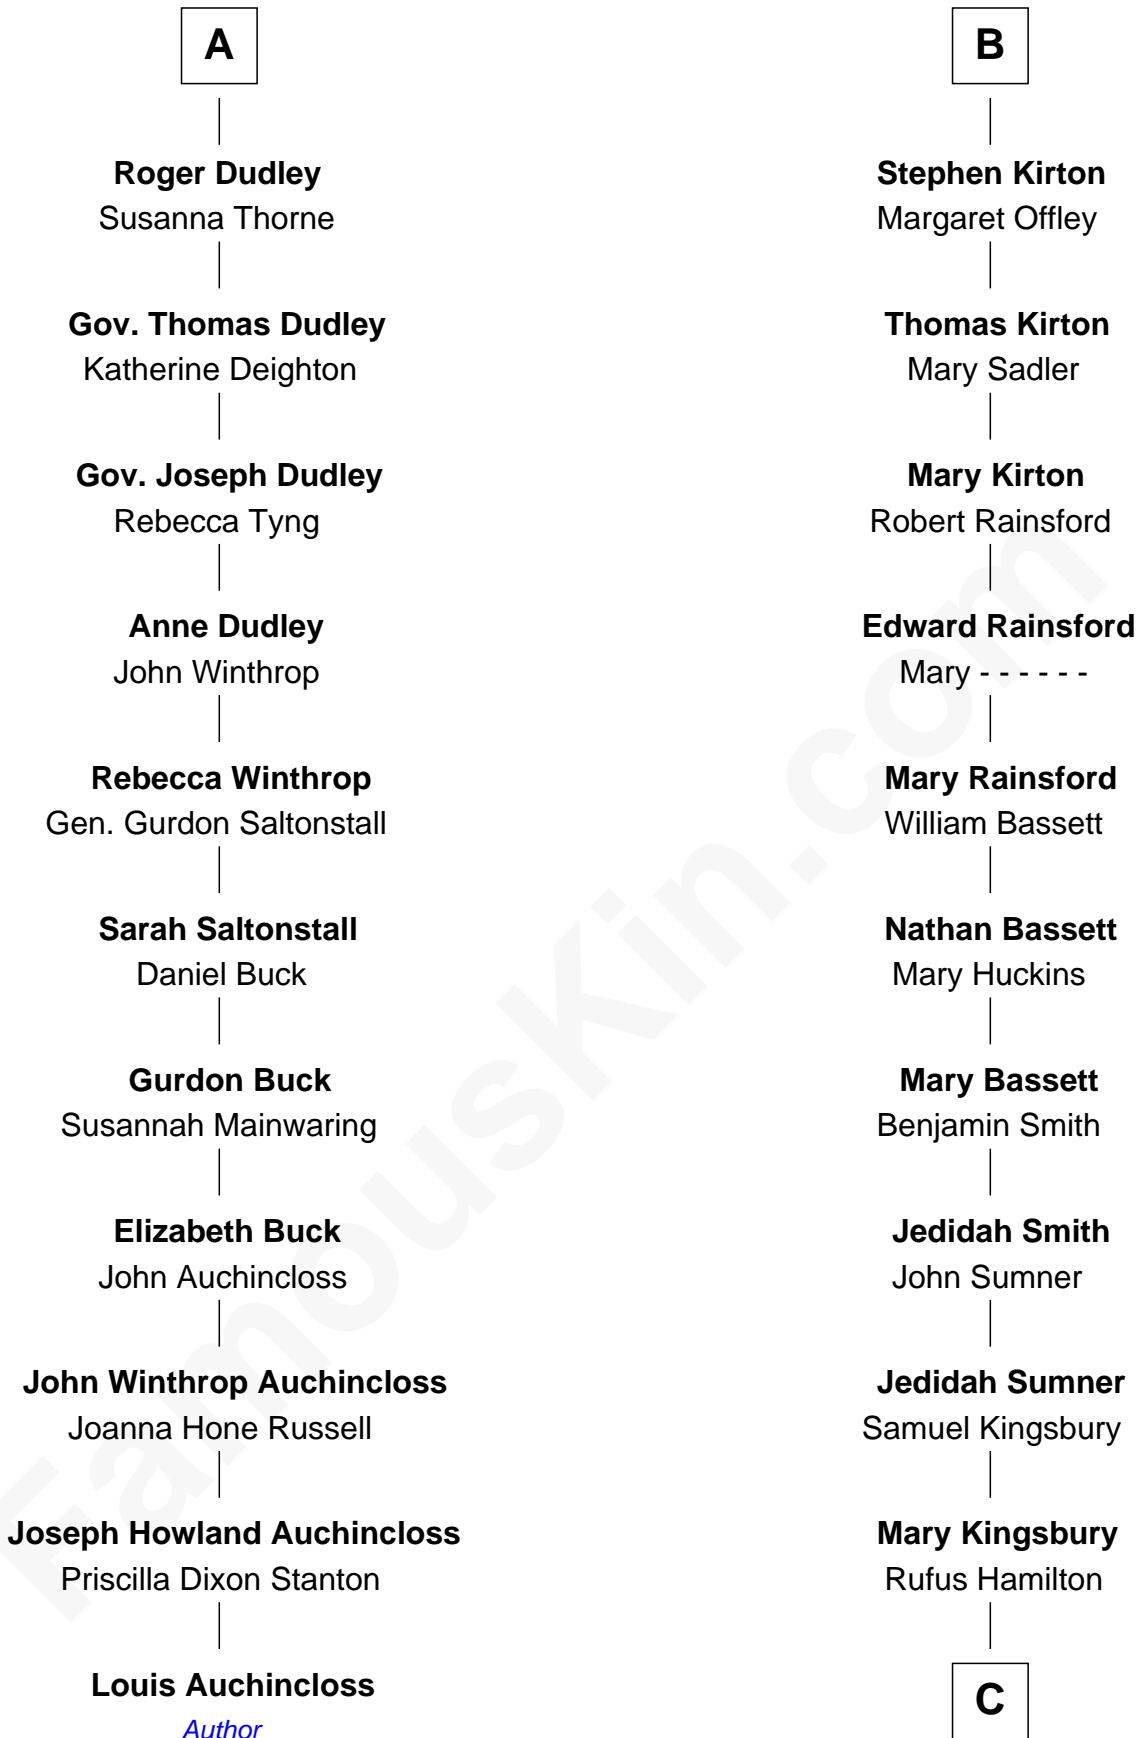 A
Roger Dudley
Susanna Thorne
Gov. Thomas Dudley
Katherine Deighton
Gov. Joseph Dudley
Rebecca Tyng
Anne Dudley
John Winthrop
Rebecca Winthrop
Gen. Gurdon Saltonstall
Sarah Saltonstall
Daniel Buck
Gurdon Buck
Susannah Mainwaring
Elizabeth Buck
John Auchincloss
John Winthrop Auchincloss
Joanna Hone Russell
Joseph Howland Auchincloss
Priscilla Dixon Stanton
Louis Auchincloss
Author
B
Stephen Kirton
Margaret Offley
Thomas Kirton
Mary Sadler
Mary Kirton
Robert Rainsford
Edward Rainsford
Mary - - - - - -
Mary Rainsford
William Bassett
Nathan Bassett
Mary Huckins
Mary Bassett
Benjamin Smith
Jedidah Smith
John Sumner
Jedidah Sumner
Samuel Kingsbury
Mary Kingsbury
Rufus Hamilton
C
FamousKin.com